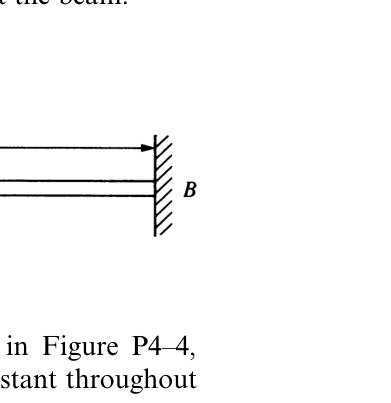 the beam.
B
in Figure P4–4,
stant throughout